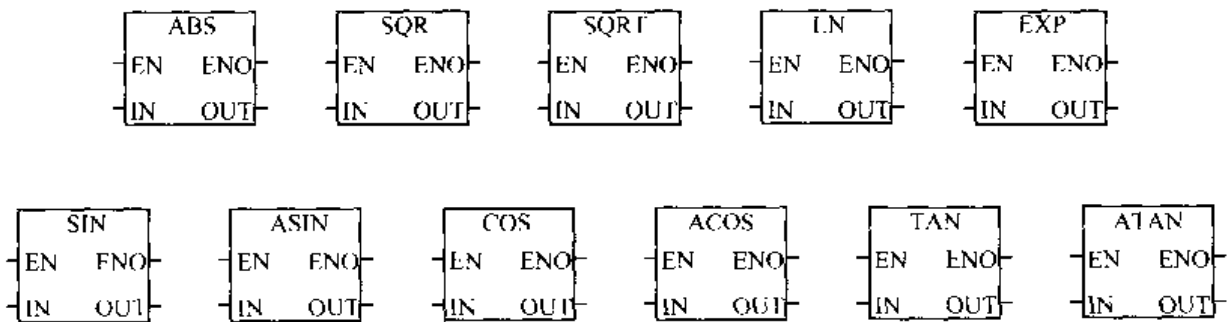 ABS SQR SQRT LN EXP
EN ENO EN ENO EN ENO EN ENO EN ENO
IN OUT IN OUT IN OUT IN OUT IN OUT
SIN ASIN COS ACOS TAN ATAN
EN ENO EN ENO EN ENO EN ENO EN ENO EN ENO
IN OUT IN OUT IN OUT IN OUT IN OUT IN OUT